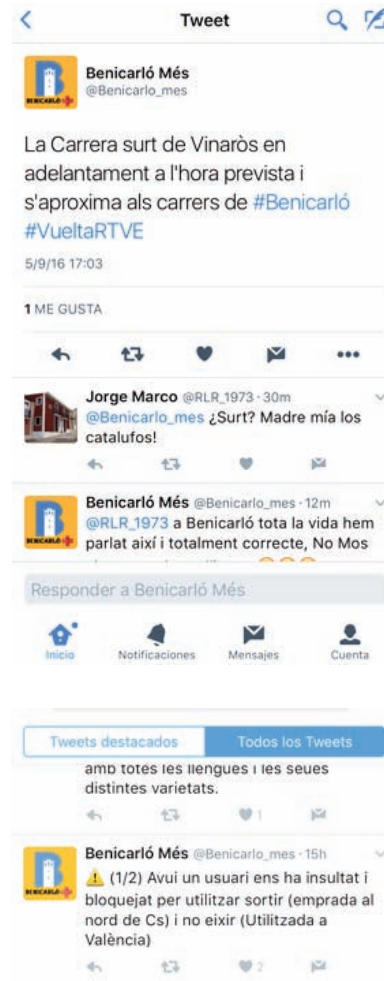 Tweet
Benicarló Més
@Benicarlo_mes
La Carrera surt de Vinaròs en
adelantament a l'hora prevista i
s'aproxima als carrers de #Benicarló
#VueltaRTVE
5/9/16 17:03
1 ME GUSTA
Jorge Marco @RLR_1973 · 30m
@Benicarlo_mes ¿Surt? Madre mía los
catalufos!
Benicarló Més @Benicarlo_mes · 12m
@RLR_1973 a Benicarló tota la vida hem
parlat així i totalment correcte, No Mos
Responder a Benicarló Més
Inicio Notificaciones Mensajes Cuenta
Tweets destacados Todos los Tweets
amb totes les llengues i les seues
distintes varietats.
1
Benicarló Més @Benicarlo_mes · 15h
(1/2) Avui un usuari ens ha insultat i
bloquejat per utilitzar sortir (emprada al
nord de Cs) i no eixir (Utilitzada a
València)
2